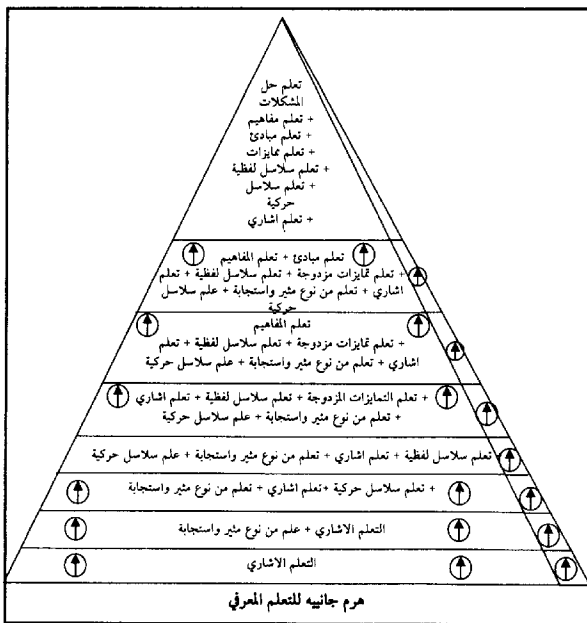 تعلم حل
المشكلات
+ تعلم مفاهيم
+ تعلم مبادئ
+ تعلم تمايزات
+ تعلم سلاسل لفظية
+ تعلم سلاسل
حركية
+ تعلم اشاري
تعلم مبادئ + تعلم المفاهيم
+ تعلم تمايزات مزدوجة + تعلم سلاسل لفظية + تعلم
اشاري + تعلم من نوع مثير واستجابة + علم سلاسل
حركية
تعلم المفاهيم
+ تعلم تمايزات مزدوجة + تعلم سلاسل لفظية + تعلم
اشاري + تعلم من نوع مثير واستجابة + علم سلاسل حركية
+ تعلم التمايزات المزدوجة + تعلم سلاسل لفظية + تعلم اشاري
+ تعلم من نوع مثير واستجابة + علم سلاسل حركية
+ تعلم سلاسل لفظية + تعلم اشاري + تعلم من نوع مثير واستجابة + علم سلاسل حركية
+ تعلم سلاسل حركية +تعلم اشاري + تعلم من نوع مثير واستجابة
التعلم الاشاري + علم من نوع مثير واستجابة
التعلم الاشاري
هرم جانييه للتعلم المعرفي